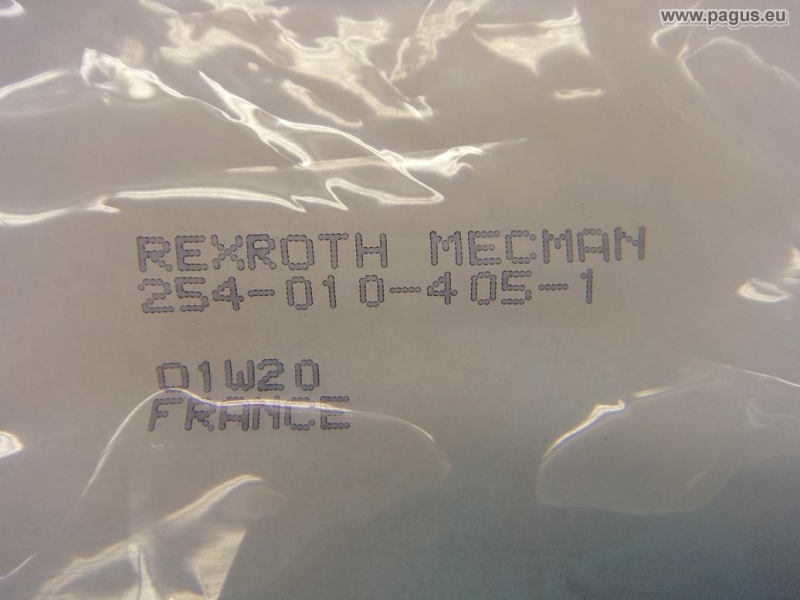 www.pagus.eu
REXROTH MECMAN
254-010-405-1
01W20
FRANCE